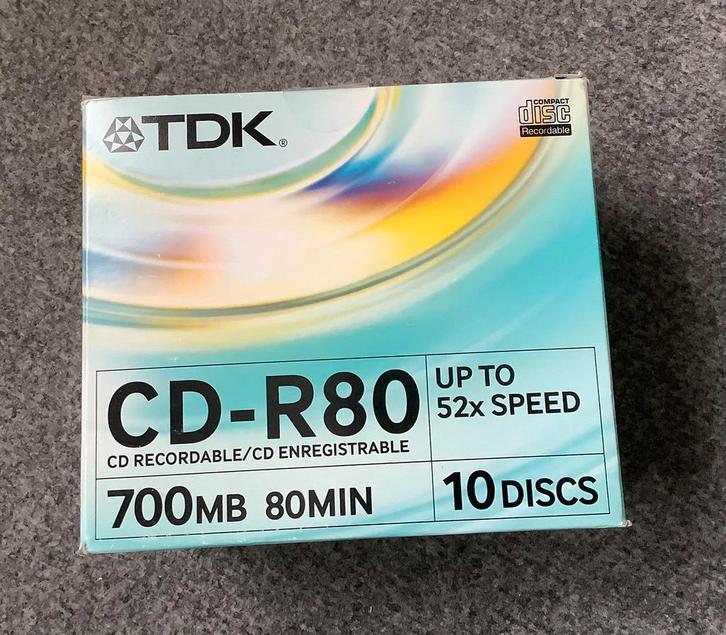 TDK®
COMPACT
disc
Recordable
CD-R80
CD RECORDABLE/CD ENREGISTRABLE
UP TO
52x SPEED
700MB 80MIN
10 DISCS